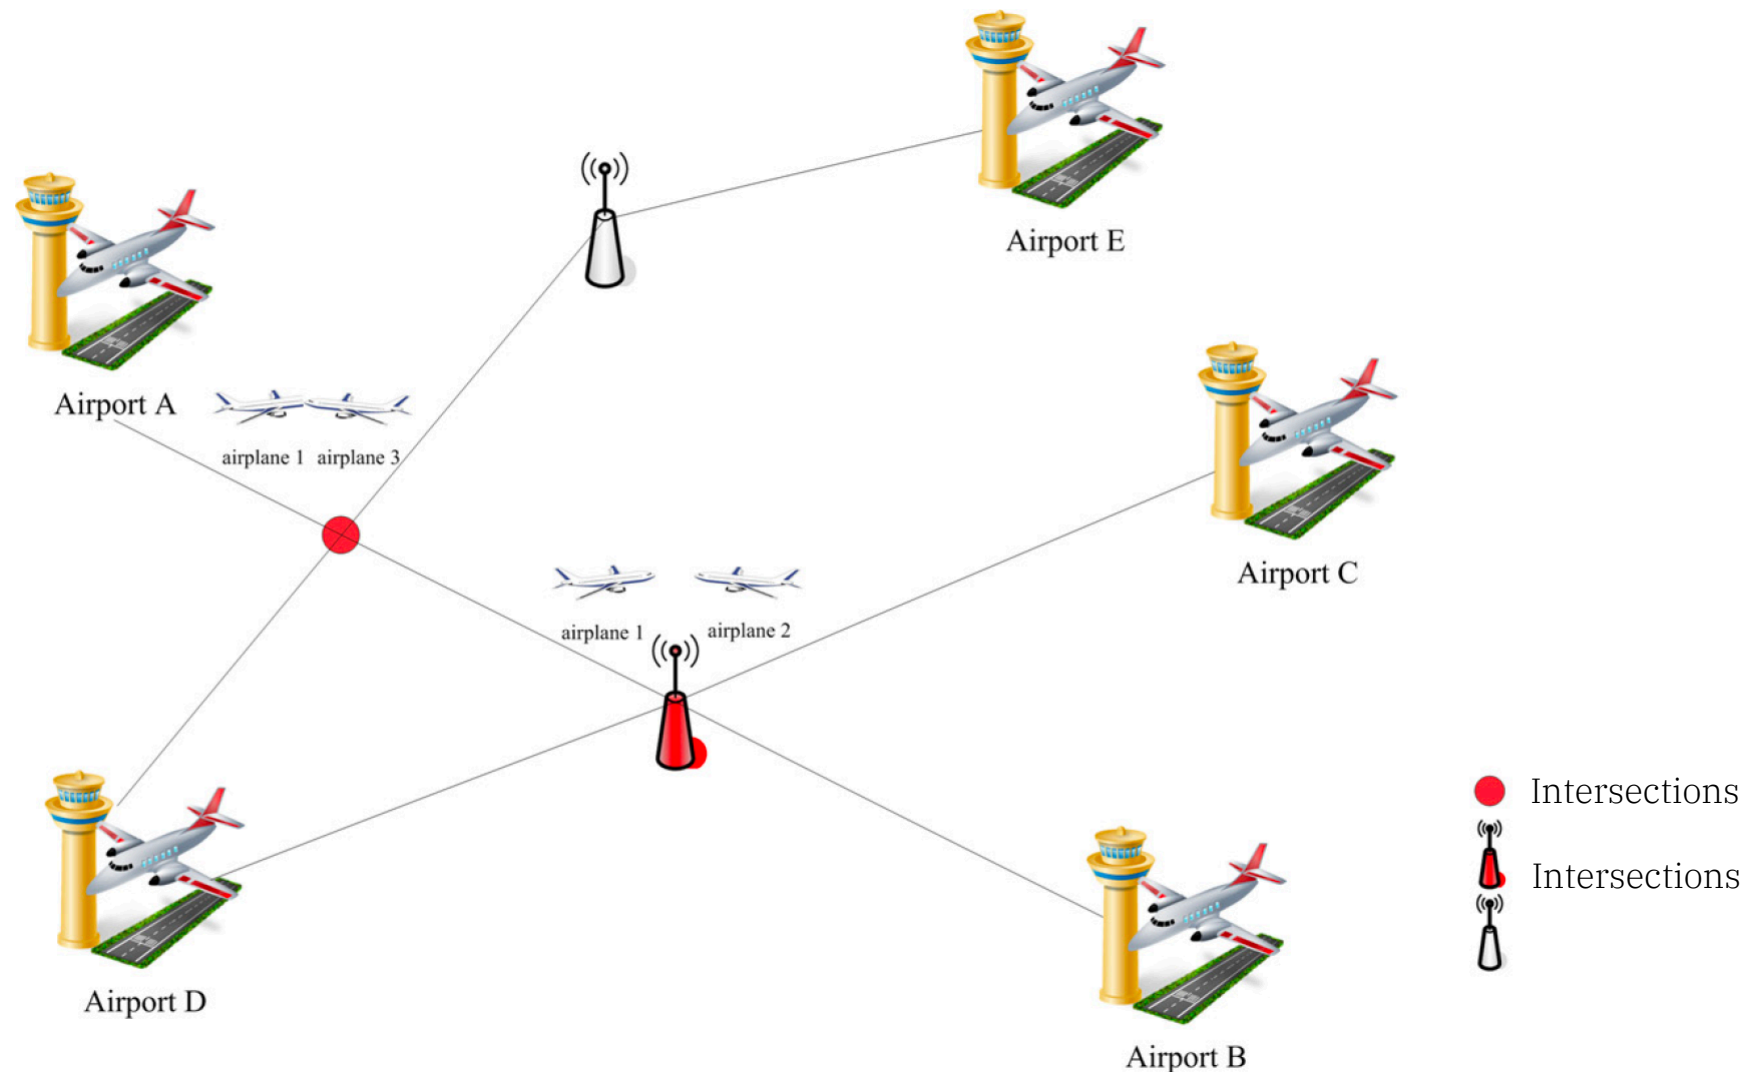 Airport E
Airport A
airplane 1
airplane 3
Airport C
airplane 1
airplane 2
Intersections
Intersections
Airport D
Airport B